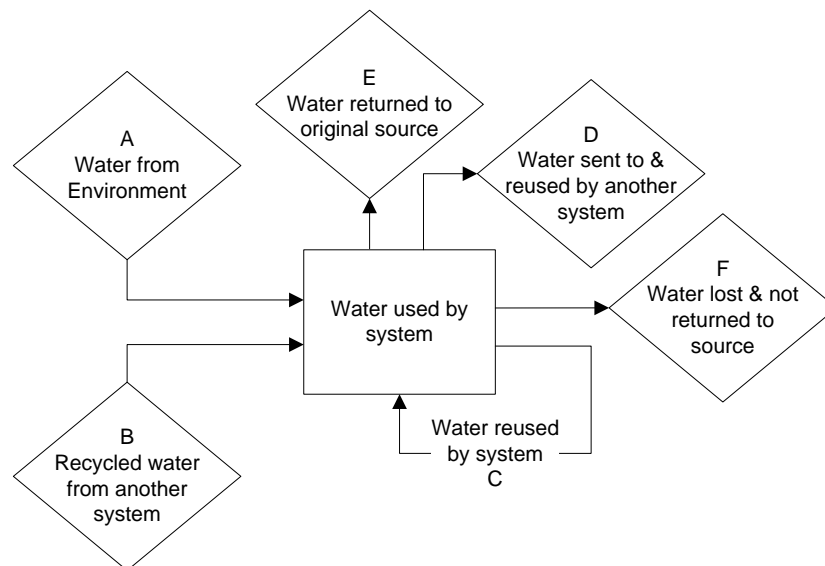 E
Water returned to
original source
A
Water from
Environment
D
Water sent to &
reused by another
system
F
Water lost & not
returned to
source
Water used by
system
B
Recycled water
from another
system
Water reused
by system
C